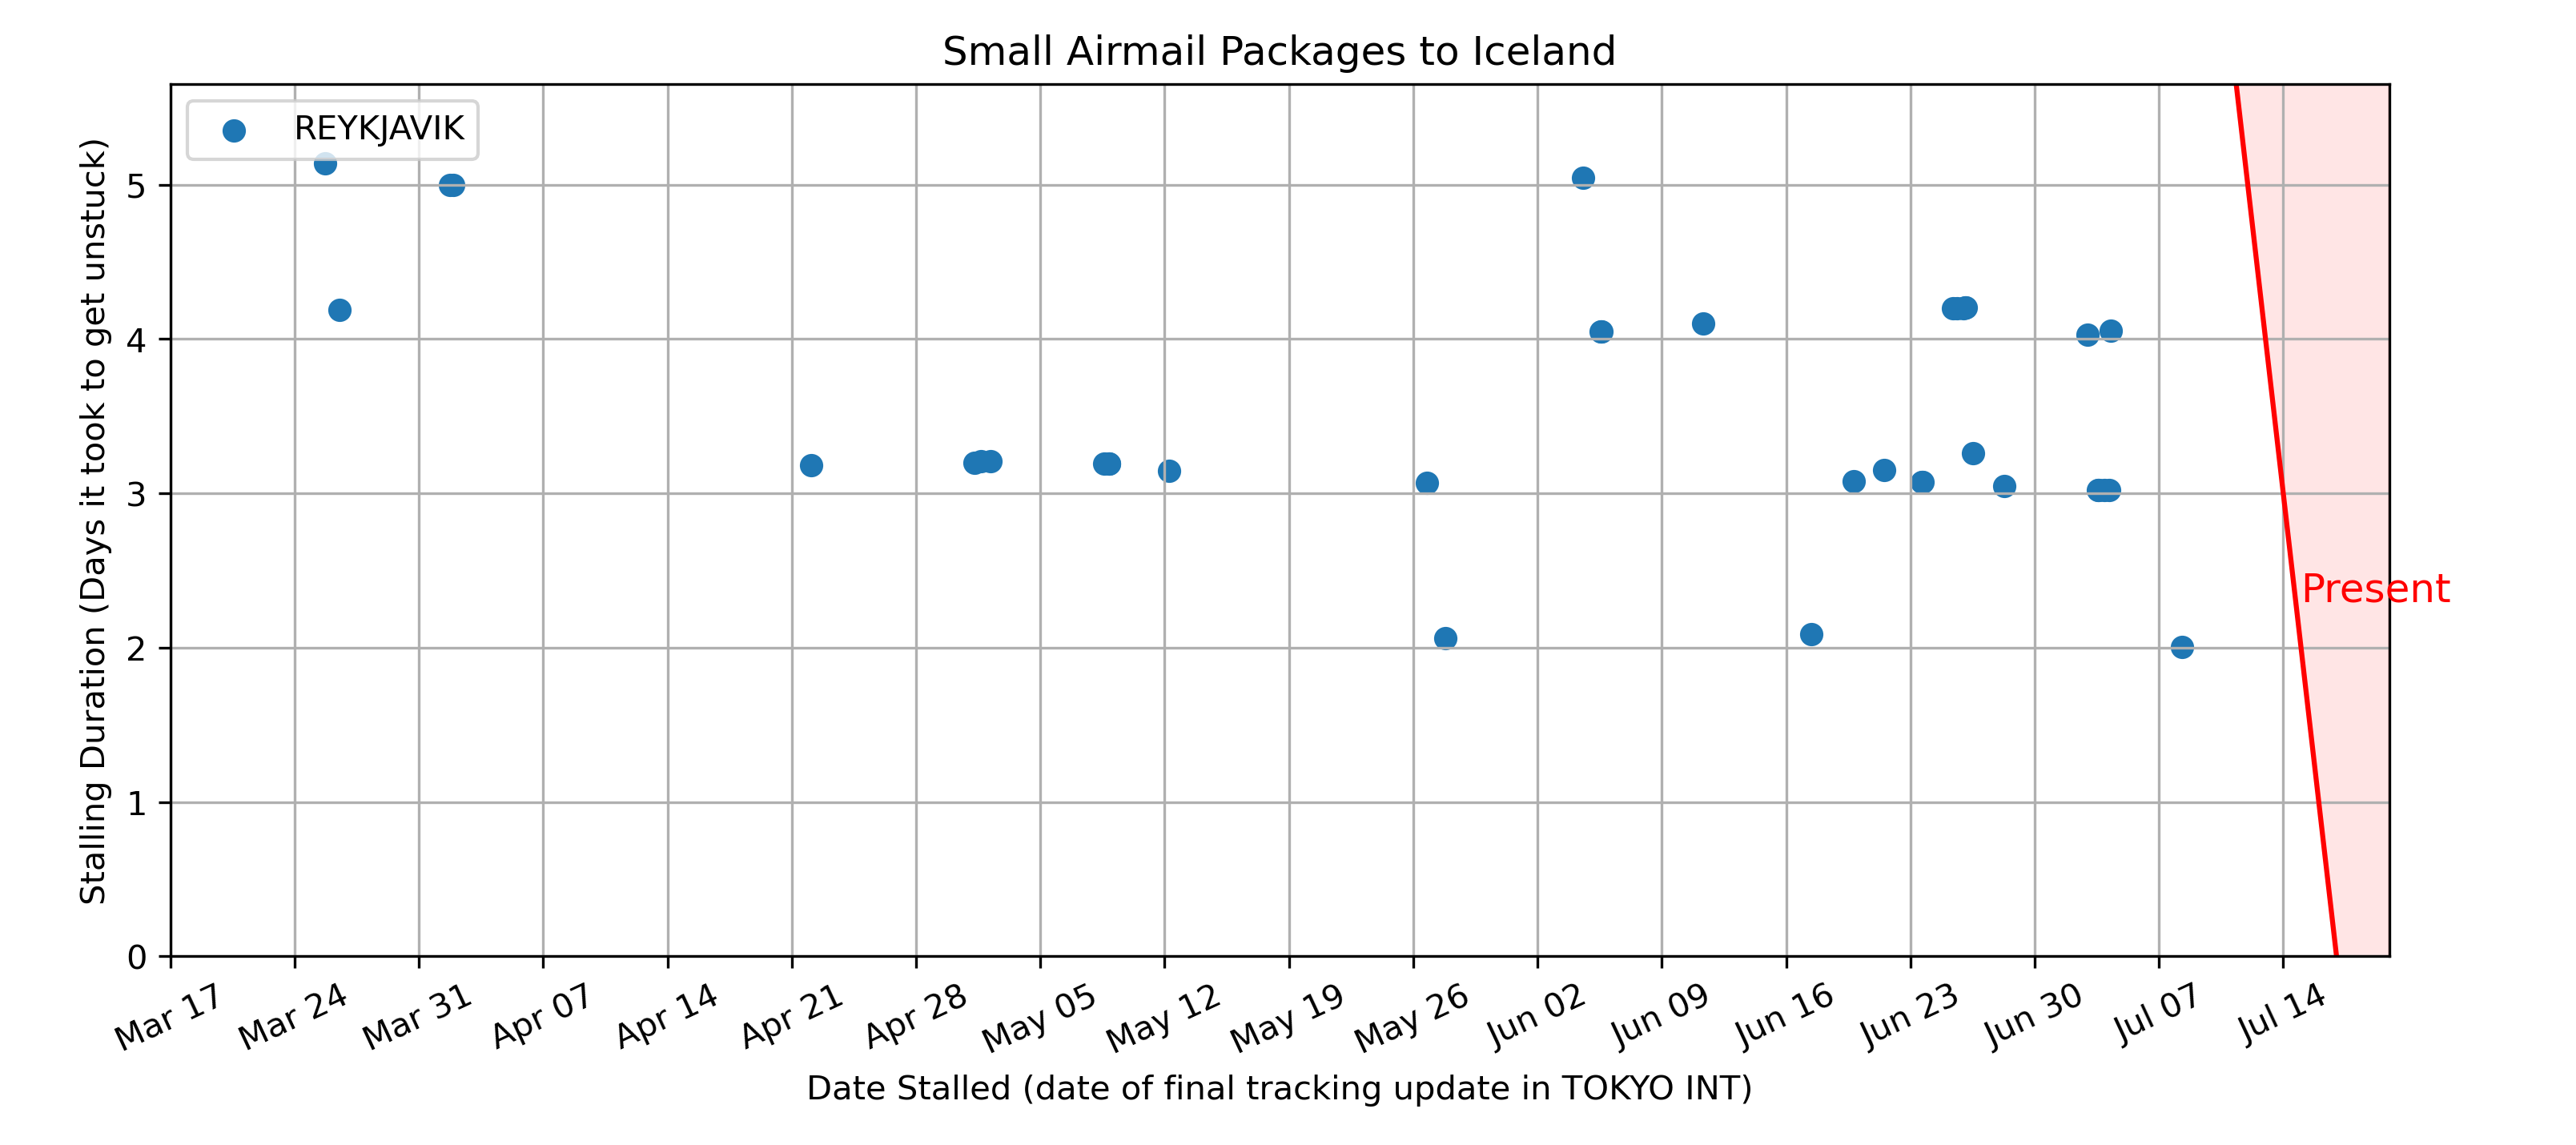 Small Airmail Packages to Iceland
REYKJAVIK
Stalling Duration (Days it took to get unstuck)
5
4
3
2
1
0
Present
Mar 17
Mar 24
Mar 31
Apr 07
Apr 14
Apr 21
Apr 28
May 05
May 12
May 19
May 26
Jun 02
Jun 09
Jun 16
Jun 23
Jun 30
Jul 07
Jul 14
Date Stalled (date of final tracking update in TOKYO INT)